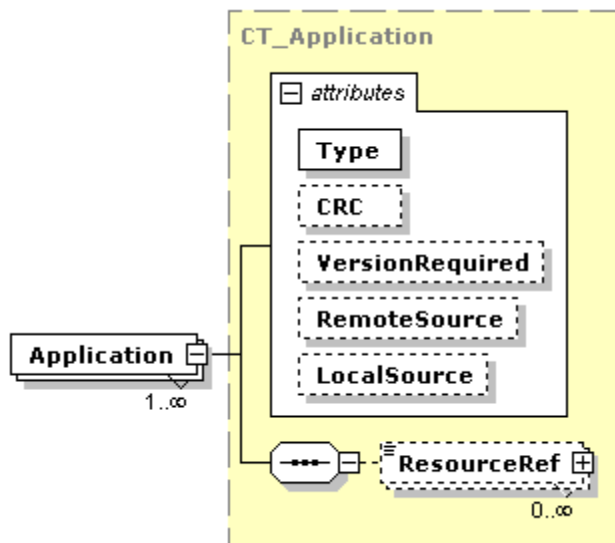 CT_Application
attributes
Type
CRC
VersionRequired
RemoteSource
LocalSource
Application
1..∞
ResourceRef
0..∞